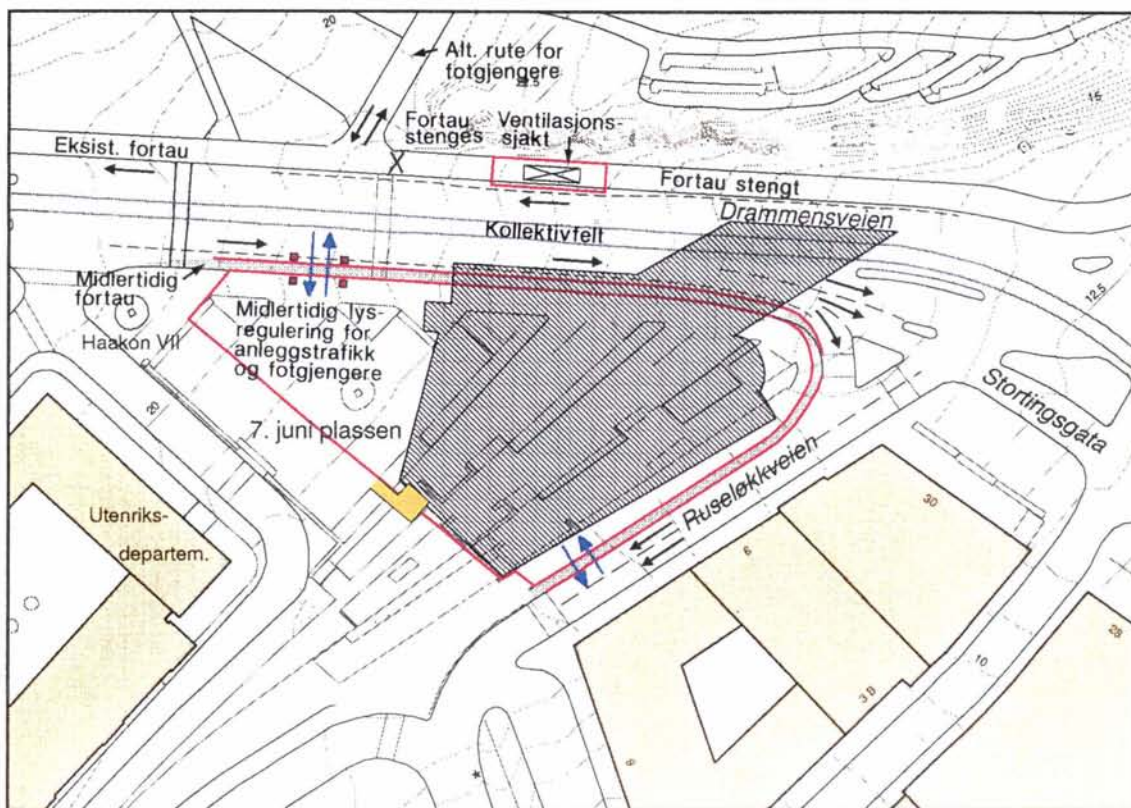 20
Alt. rute for
fotgjengere
22.5
15
Fortau
stenges
Ventilasjons-
sjakt
Eksist. fortau
X
Fortau stengt
Drammensveien
Kollektivfelt
12.5
Midlertidig
fortau
Haakon VII
Midlertidig lys-
regulering for
anleggstrafikk
og fotgjengere
Stortingsgata
20
7. juni plassen
Ruseløkkveien
30
Utenriks-
departem.
6
6
28
10
3 B